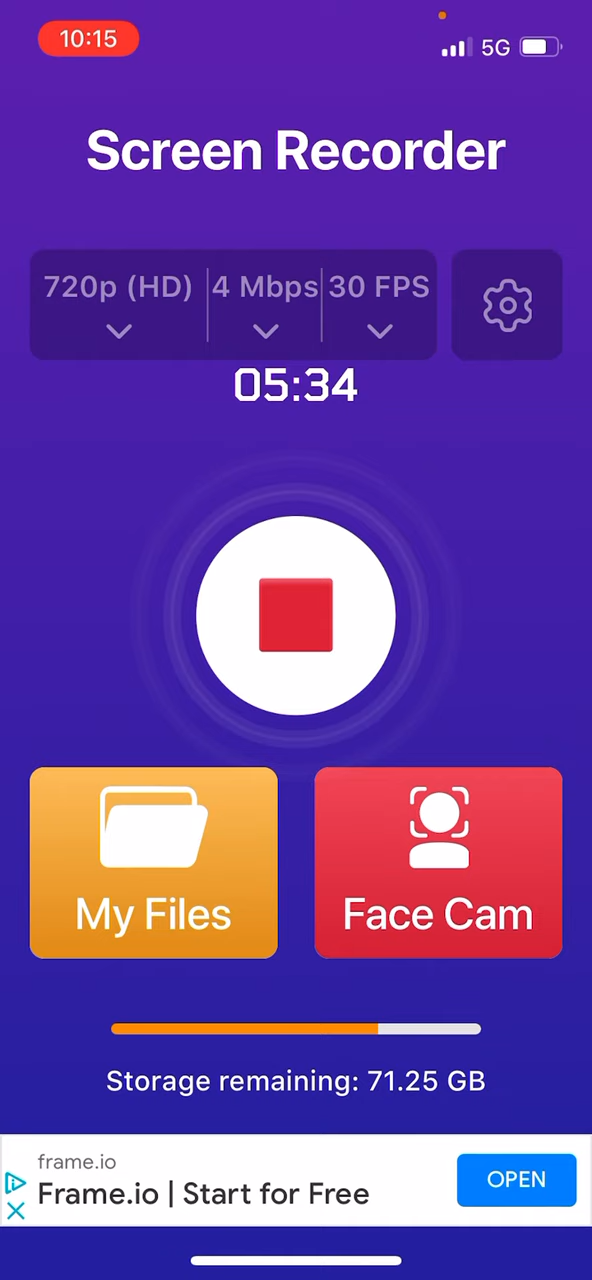 10:15
5G
Screen Recorder
720p (HD) 4 Mbps 30 FPS
05:34
My Files
Face Cam
Storage remaining: 71.25 GB
frame.io
Frame.io | Start for Free
OPEN